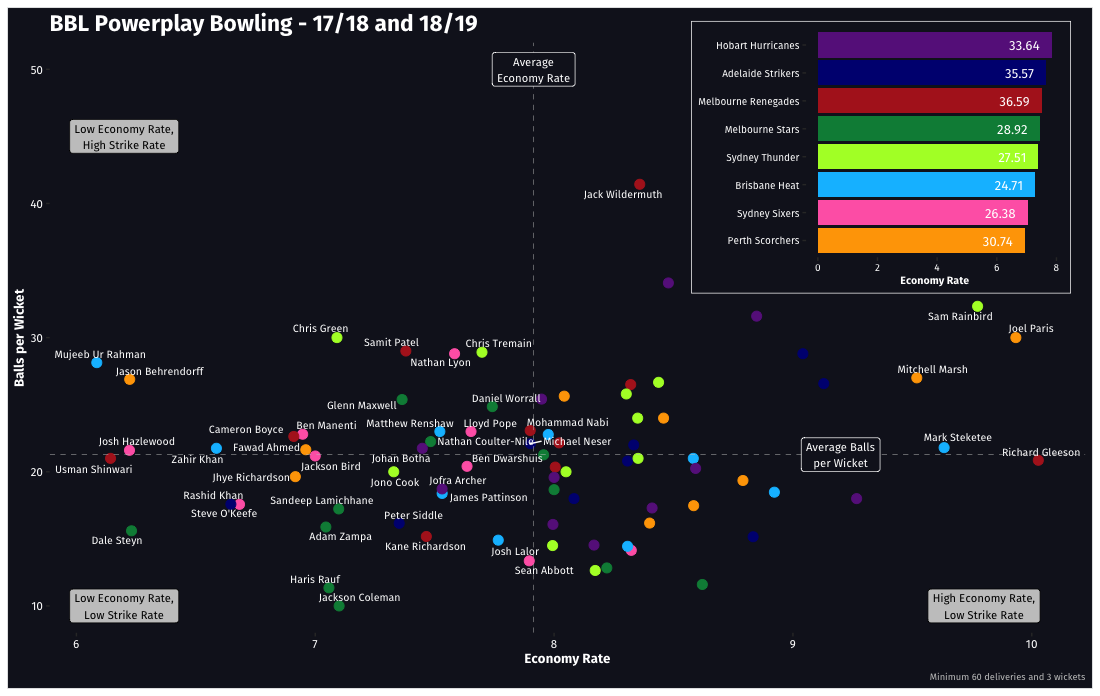 BBL Powerplay Bowling - 17/18 and 18/19
Average
Economy Rate
Low Economy Rate,
High Strike Rate
Hobart Hurricanes 33.64
Adelaide Strikers 35.57
Melbourne Renegades 36.59
Melbourne Stars 28.92
Sydney Thunder 27.51
Brisbane Heat 24.71
Sydney Sixers 26.38
Perth Scorchers 30.74
0 2 4 6 8
Economy Rate
50
40
30
20
10
Balls per Wicket
Jack Wildermuth
Sam Rainbird
Joel Paris
Chris Green
Samit Patel
Chris Tremain
Nathan Lyon
Mujeeb Ur Rahman
Jason Behrendorff
Mitchell Marsh
Glenn Maxwell
Daniel Worrall
Cameron Boyce
Ben Manenti
Matthew Renshaw
Lloyd Pope
Mohammad Nabi
Josh Hazlewood
Fawad Ahmed
Nathan Coulter-Nile
Michael Neser
Mark Steketee
Average Balls
per Wicket
Richard Gleeson
Usman Shinwari
Zahir Khan
Jackson Bird
Johan Botha
Ben Dwarshuis
Jhye Richardson
Jono Cook
Jofra Archer
Rashid Khan
Sandeep Lamichhane
James Pattinson
Steve O'Keefe
Peter Siddle
Dale Steyn
Adam Zampa
Kane Richardson
Josh Lalor
Sean Abbott
Haris Rauf
Jackson Coleman
Low Economy Rate,
Low Strike Rate
High Economy Rate,
Low Strike Rate
6 7 8 9 10
Economy Rate
Minimum 60 deliveries and 3 wickets